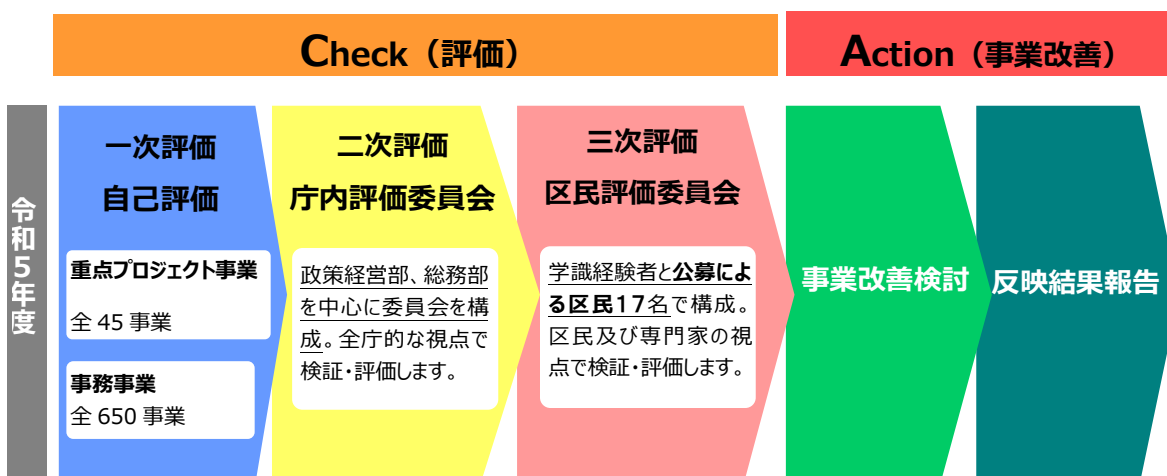 Check（評価）
Action（事業改善）
令和5年度
一次評価
自己評価
重点プロジェクト事業
全 45 事業
事務事業
全 650 事業
二次評価
庁内評価委員会
政策経営部、総務部
を中心に委員会を構
成。全庁的な視点で
検証・評価します。
三次評価
区民評価委員会
学識経験者と公募によ
る区民17名で構成。
区民及び専門家の視
点で検証・評価します。
事業改善検討
反映結果報告